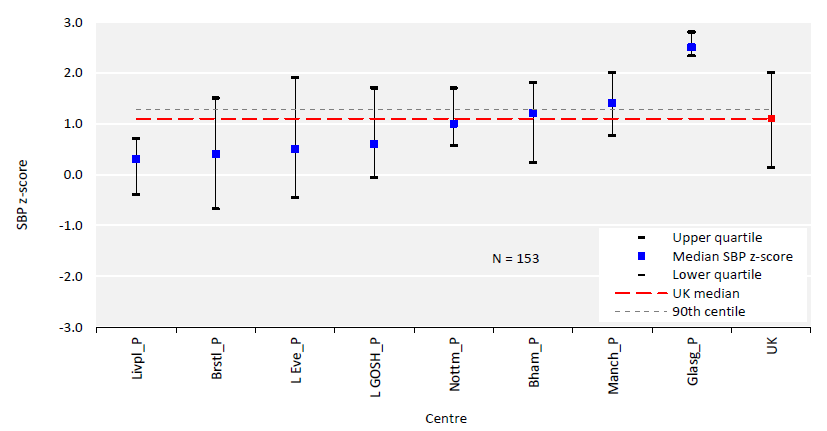 3.0
2.0
1.0
0.0
-1.0
-2.0
-3.0
SBP z-score
N = 153
Upper quartile
Median SBP z-score
Lower quartile
UK median
90th centile
Livpl_P
Brstl_P
L Eve_P
L GOSH_P
Nottm_P
Bham_P
Manch_P
Glasg_P
UK
Centre